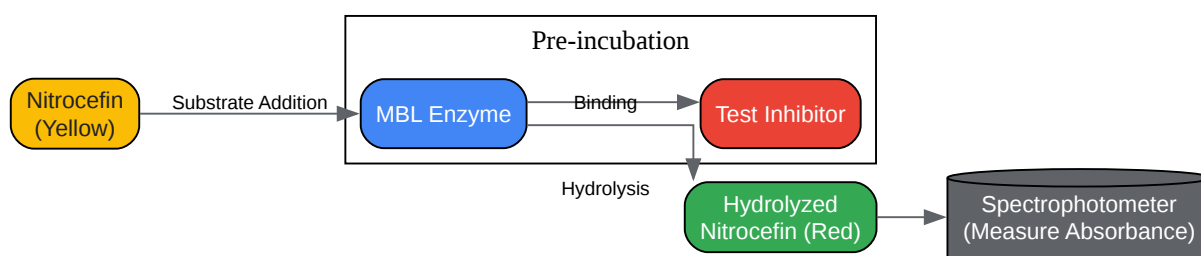 Pre-incubation
Nitrocefin
(Yellow)
Substrate Addition
MBL Enzyme
Binding
Test Inhibitor
Hydrolysis
Hydrolyzed
Nitrocefin (Red)
Spectrophotometer
(Measure Absorbance)